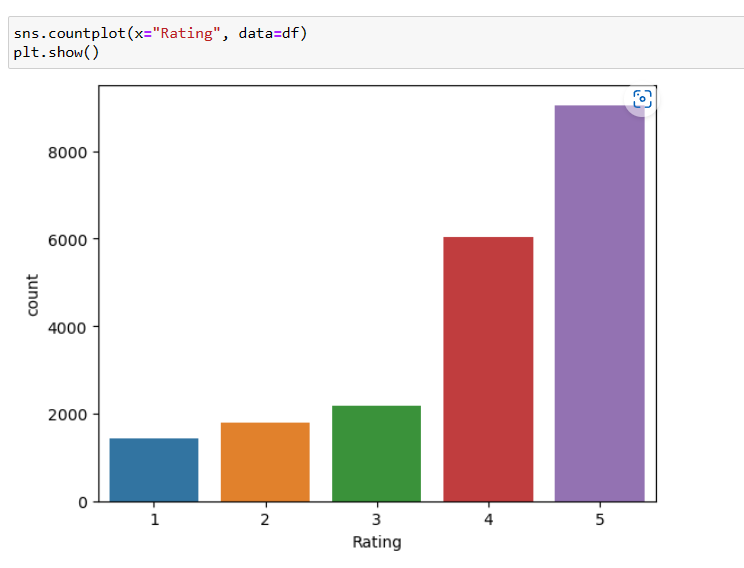 sns.countplot(x="Rating", data=df)
plt.show()
8000
6000
4000
2000
0
count
1 2 3 4 5
Rating